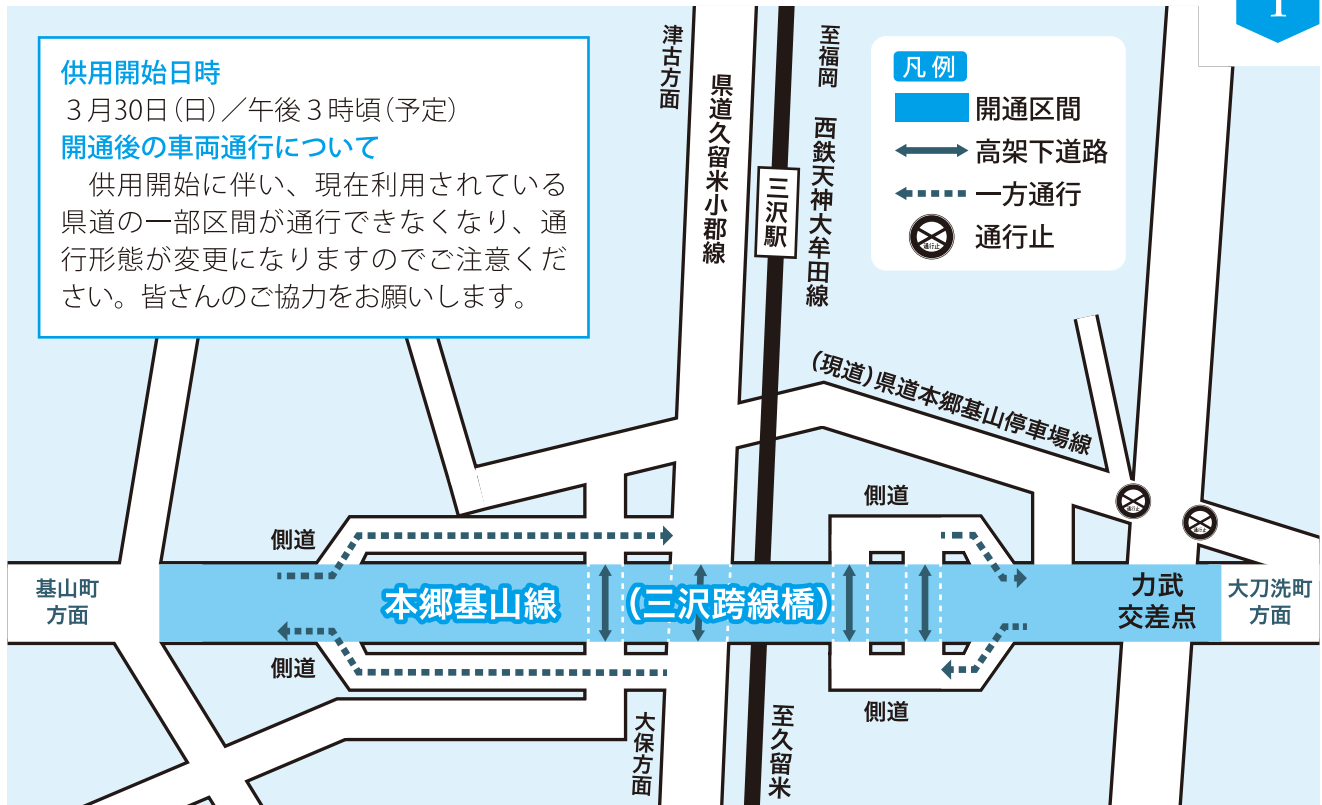 1
供用開始日時
３月30日（日）／午後３時頃（予定）
開通後の車両通行について
　供用開始に伴い、現在利用されている
県道の一部区間が通行できなくなり、通
行形態が変更になりますのでご注意くだ
さい。皆さんのご協力をお願いします。
津古方面
県道久留米小郡線
至福岡
西鉄天神大牟田線
三沢駅
凡例
開通区間
高架下道路
一方通行
通行止
通行止
(現道)県道本郷基山停車場線
通行止
通行止
側道
側道
基山町
方面
本郷基山線
(三沢跨線橋)
力武
交差点
大刀洗町
方面
側道
側道
大保方面
至久留米